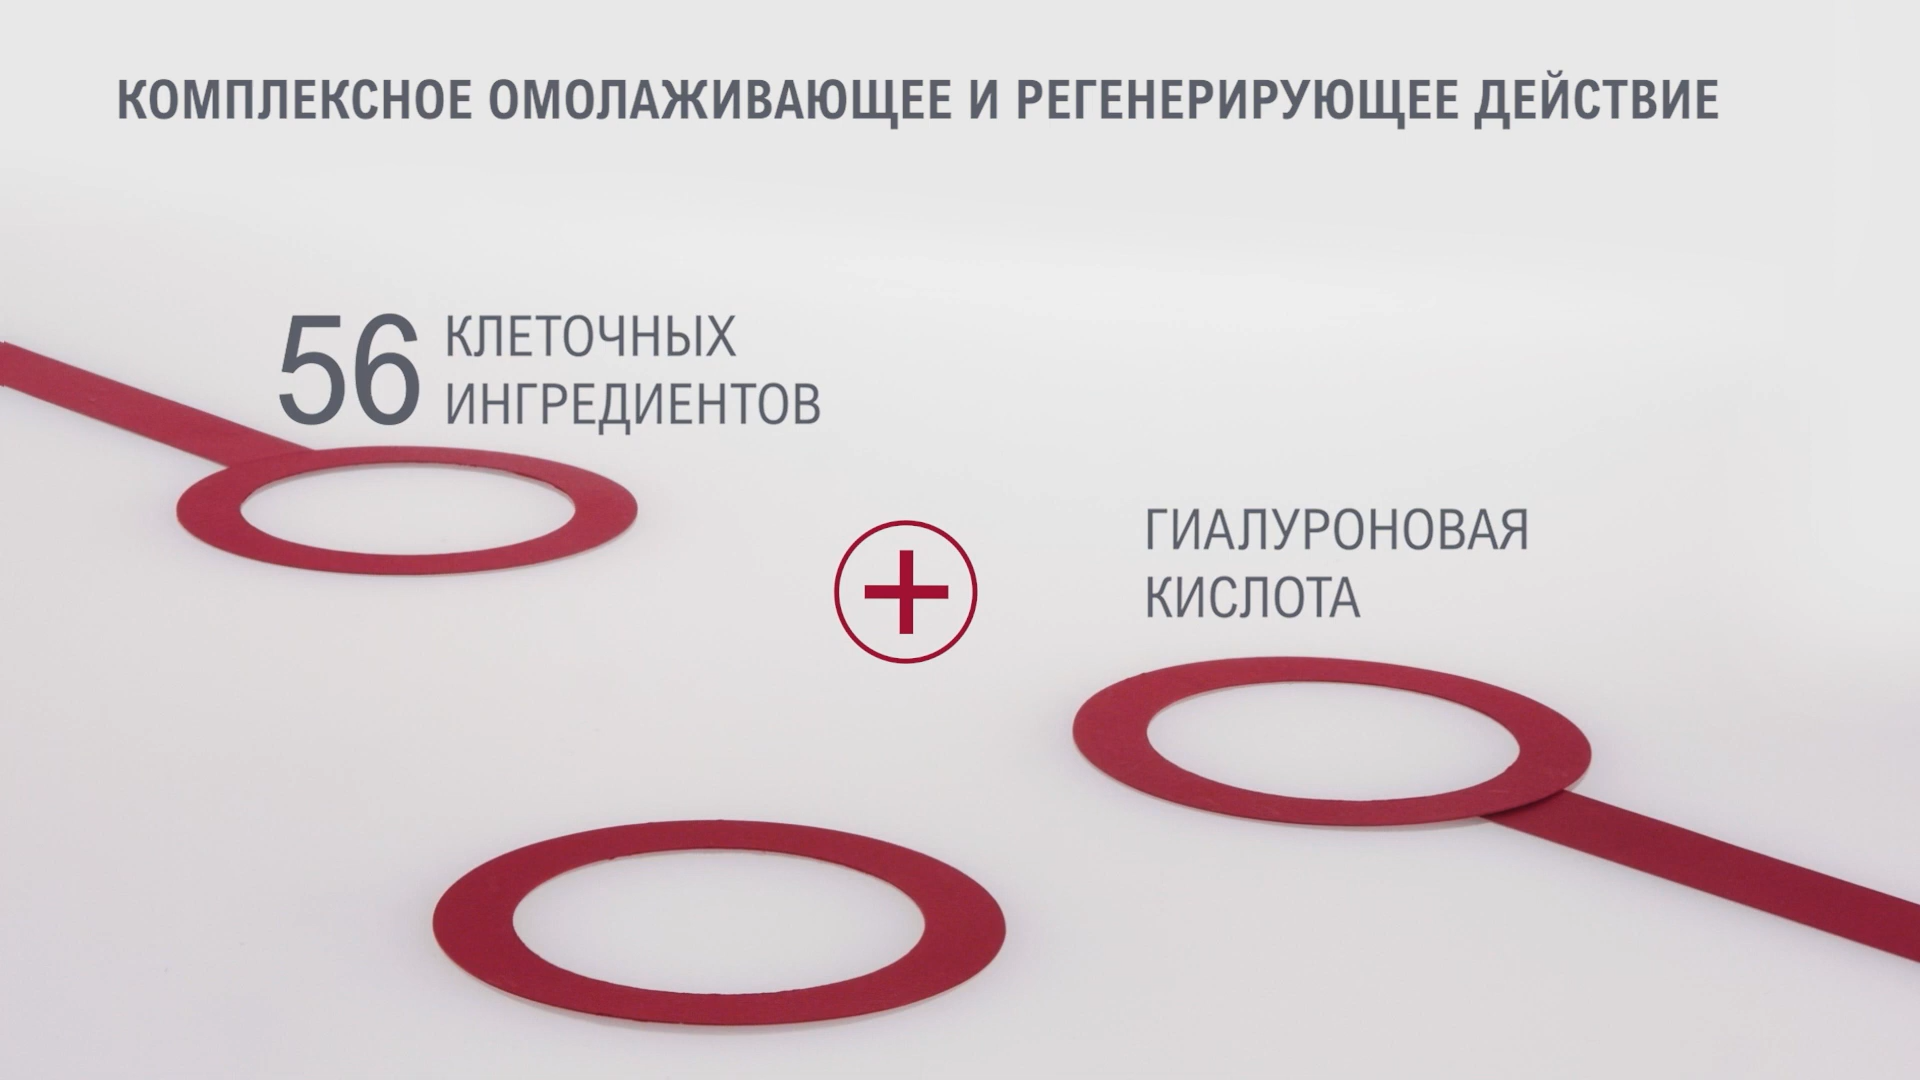 КОМПЛЕКСНОЕ ОМОЛАЖИВАЮЩЕЕ И РЕГЕНЕРИРУЮЩЕЕ ДЕЙСТВИЕ
56 КЛЕТОЧНЫХ
ИНГРЕДИЕНТОВ
ГИАЛУРОНОВАЯ
КИСЛОТА